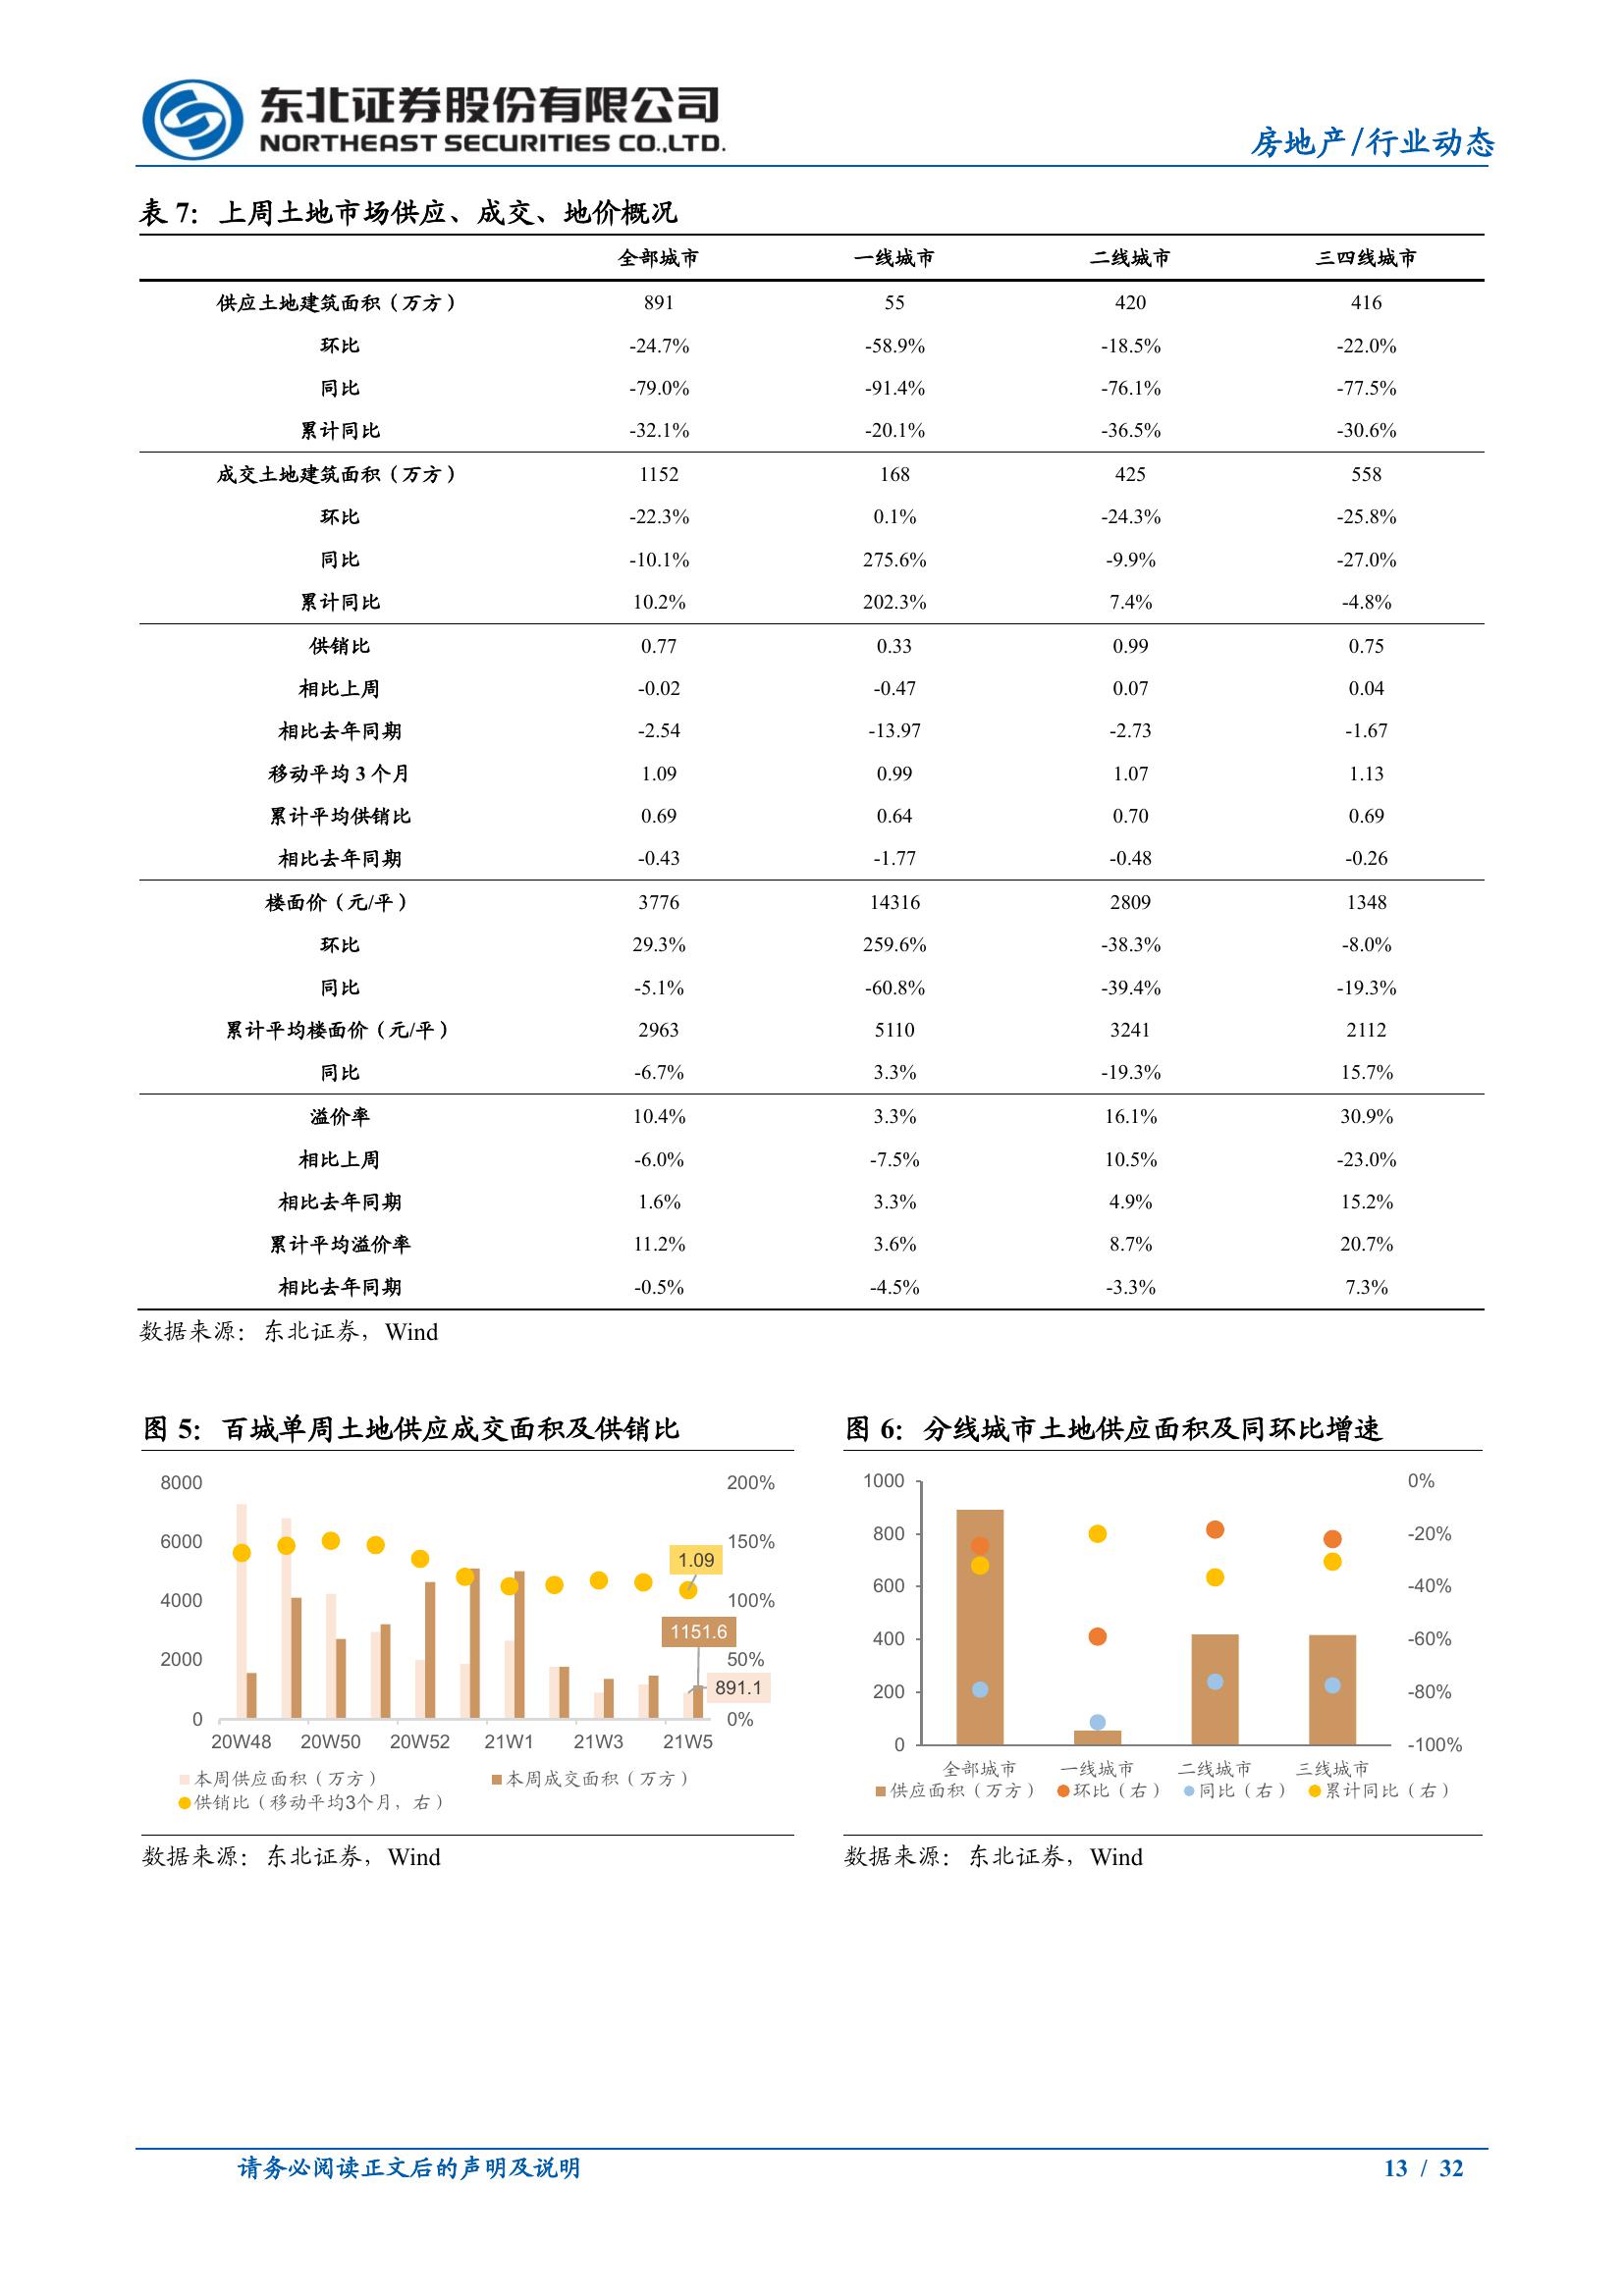 东北证券股份有限公司
NORTHEAST SECURITIES CO.,LTD.
房地产/行业动态
表 7：上周土地市场供应、成交、地价概况
全部城市 一线城市 二线城市 三四线城市
供应土地建筑面积（万方） 891 55 420 416
环比 -24.7% -58.9% -18.5% -22.0%
同比 -79.0% -91.4% -76.1% -77.5%
累计同比 -32.1% -20.1% -36.5% -30.6%
成交土地建筑面积（万方） 1152 168 425 558
环比 -22.3% 0.1% -24.3% -25.8%
同比 -10.1% 275.6% -9.9% -27.0%
累计同比 10.2% 202.3% 7.4% -4.8%
供销比 0.77 0.33 0.99 0.75
相比上周 -0.02 -0.47 0.07 0.04
相比去年同期 -2.54 -13.97 -2.73 -1.67
移动平均 3 个月 1.09 0.99 1.07 1.13
累计平均供销比 0.69 0.64 0.70 0.69
相比去年同期 -0.43 -1.77 -0.48 -0.26
楼面价（元/平） 3776 14316 2809 1348
环比 29.3% 259.6% -38.3% -8.0%
同比 -5.1% -60.8% -39.4% -19.3%
累计平均楼面价（元/平） 2963 5110 3241 2112
同比 -6.7% 3.3% -19.3% 15.7%
溢价率 10.4% 3.3% 16.1% 30.9%
相比上周 -6.0% -7.5% 10.5% -23.0%
相比去年同期 1.6% 3.3% 4.9% 15.2%
累计平均溢价率 11.2% 3.6% 8.7% 20.7%
相比去年同期 -0.5% -4.5% -3.3% 7.3%
数据来源：东北证券，Wind
图 5：百城单周土地供应成交面积及供销比
8000 200%
6000 150%
1.09
4000 100%
1151.6
2000 50%
891.1
0 0%
20W48 20W50 20W52 21W1 21W3 21W5
本周供应面积（万方） 本周成交面积（万方）
供销比（移动平均3个月，右）
数据来源：东北证券，Wind
图 6：分线城市土地供应面积及同环比增速
1000 0%
800 -20%
600 -40%
400 -60%
200 -80%
0 -100%
全部城市 一线城市 二线城市 三线城市
供应面积（万方） 环比（右） 同比（右） 累计同比（右）
数据来源：东北证券，Wind
请务必阅读正文后的声明及说明
13 / 32